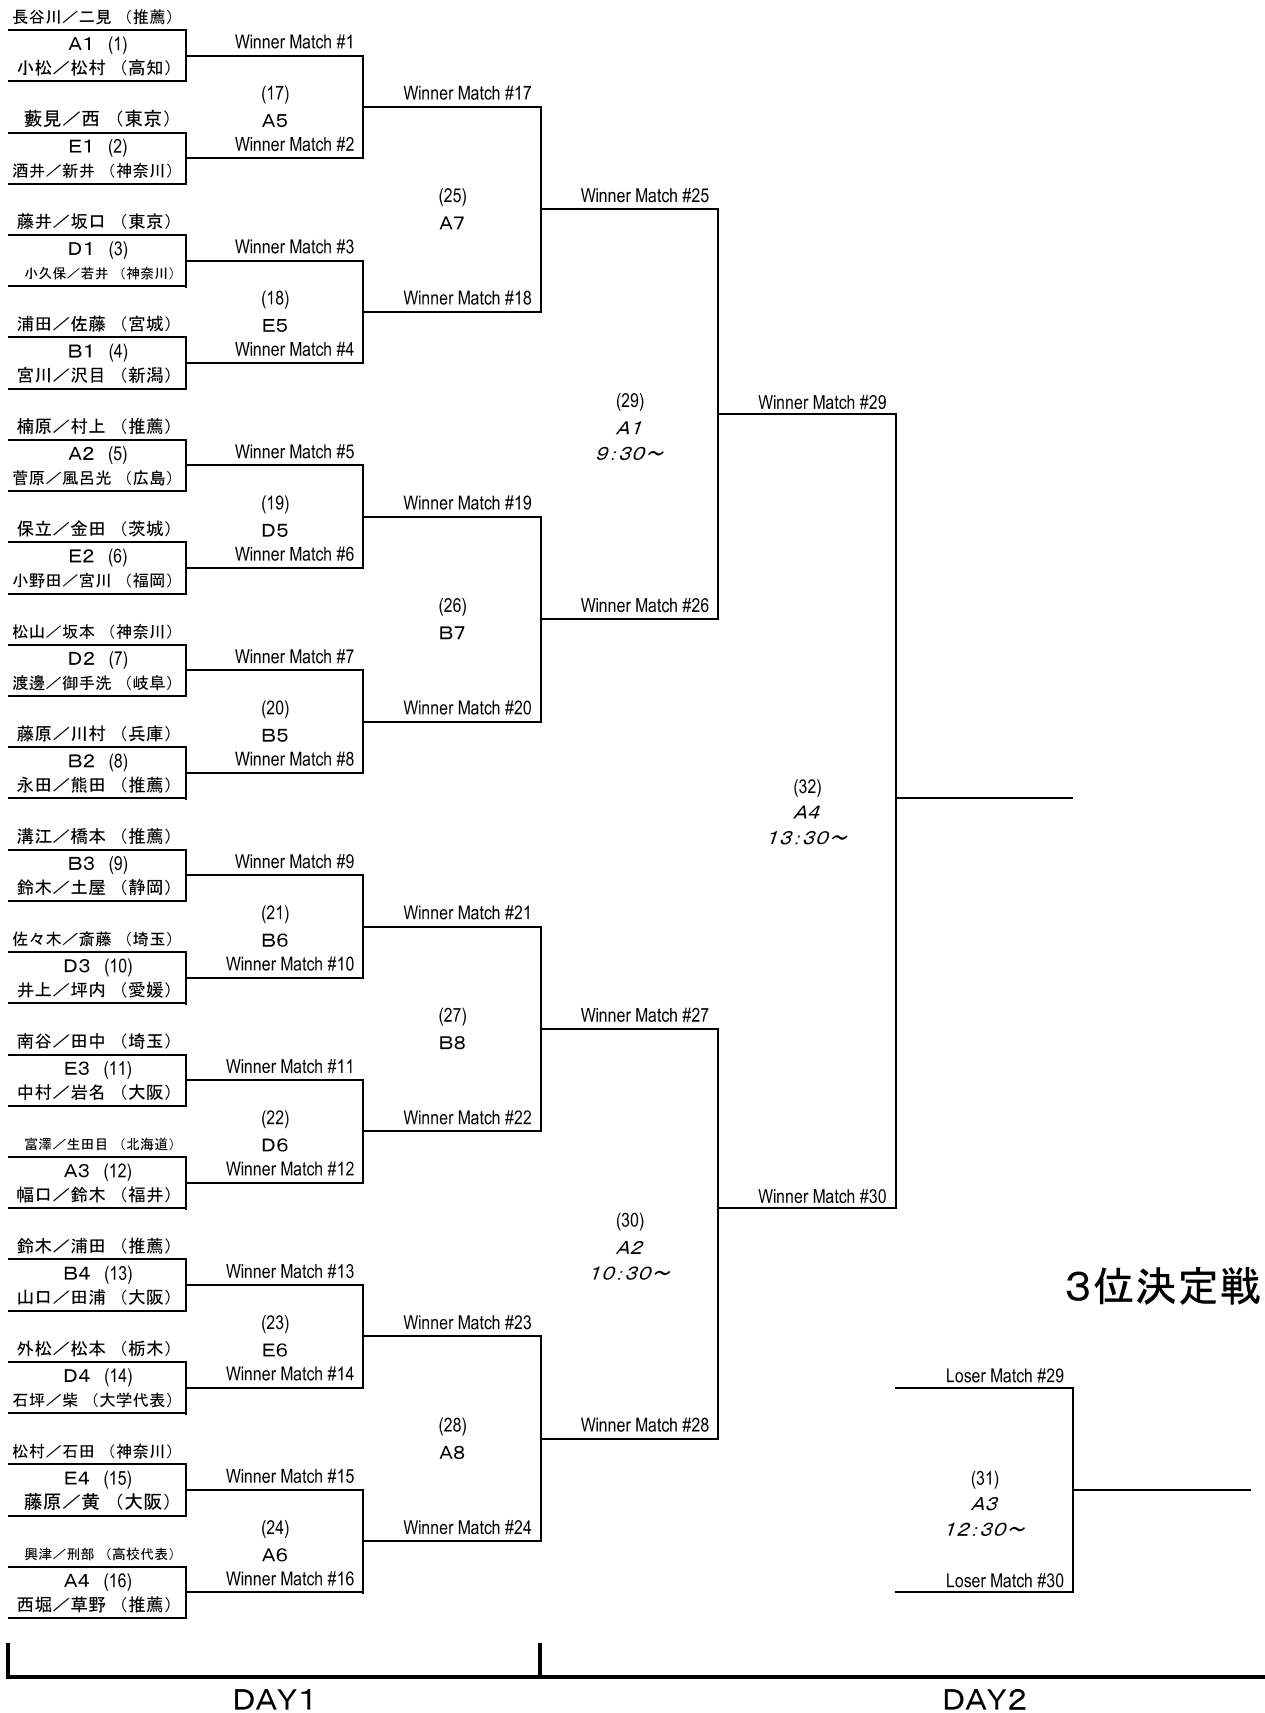 長谷川／二見 （推薦）
A1 (1)
小松／松村 （高知）
藪見／西 （東京）
E1 (2)
酒井／新井 （神奈川）
藤井／坂口 （東京）
D1 (3)
小久保／若井 （神奈川）
浦田／佐藤 （宮城）
B1 (4)
宮川／沢目 （新潟）
楠原／村上 （推薦）
A2 (5)
菅原／風呂光 （広島）
保立／金田 （茨城）
E2 (6)
小野田／宮川 （福岡）
松山／坂本 （神奈川）
D2 (7)
渡邊／御手洗 （岐阜）
藤原／川村 （兵庫）
B2 (8)
永田／熊田 （推薦）
溝江／橋本 （推薦）
B3 (9)
鈴木／土屋 （静岡）
佐々木／斎藤 （埼玉）
D3 (10)
井上／坪内 （愛媛）
南谷／田中 （埼玉）
E3 (11)
中村／岩名 （大阪）
富澤／生田目 （北海道）
A3 (12)
幅口／鈴木 （福井）
鈴木／浦田 （推薦）
B4 (13)
山口／田浦 （大阪）
外松／松本 （栃木）
D4 (14)
石坪／柴 （大学代表）
松村／石田 （神奈川）
E4 (15)
藤原／黄 （大阪）
興津／刑部 （高校代表）
A4 (16)
西堀／草野 （推薦）
Winner Match #1
(17)
A5
Winner Match #2
Winner Match #3
(18)
E5
Winner Match #4
Winner Match #5
(19)
D5
Winner Match #6
Winner Match #7
(20)
B5
Winner Match #8
Winner Match #9
(21)
B6
Winner Match #10
Winner Match #11
(22)
D6
Winner Match #12
Winner Match #13
(23)
E6
Winner Match #14
Winner Match #15
(24)
A6
Winner Match #16
Winner Match #17
(25)
A7
Winner Match #18
Winner Match #19
(26)
B7
Winner Match #20
Winner Match #21
(27)
B8
Winner Match #22
Winner Match #23
(28)
A8
Winner Match #24
Winner Match #25
(29)
A1
9:30～
Winner Match #26
Winner Match #27
(30)
A2
10:30～
Winner Match #28
Winner Match #29
(32)
A4
13:30～
Winner Match #30
3位決定戦
Loser Match #29
(31)
A3
12:30～
Loser Match #30
DAY1
DAY2